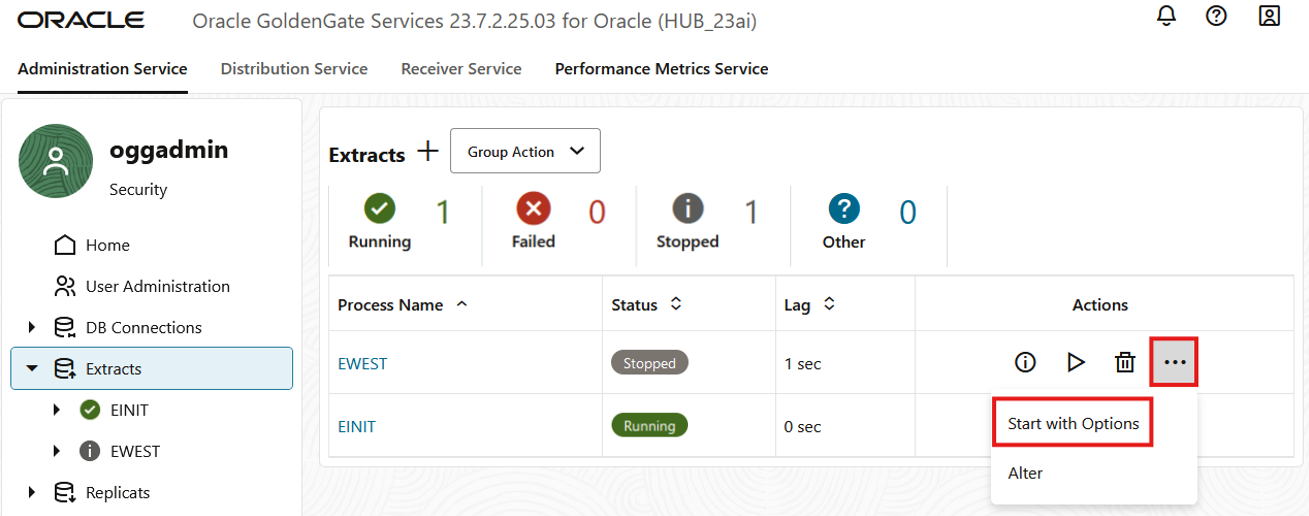 ORACLE Oracle GoldenGate Services 23.7.2.25.03 for Oracle (HUB_23ai)
Administration Service Distribution Service Receiver Service Performance Metrics Service
oggadmin
Security
Home
User Administration
DB Connections
Extracts
EINIT
EWEST
Replicats
Extracts Group Action
1 0 1 0
Running Failed Stopped Other
Process Name Status Lag Actions
EWEST Stopped 1 sec
EINIT Running 0 sec
Start with Options
Alter